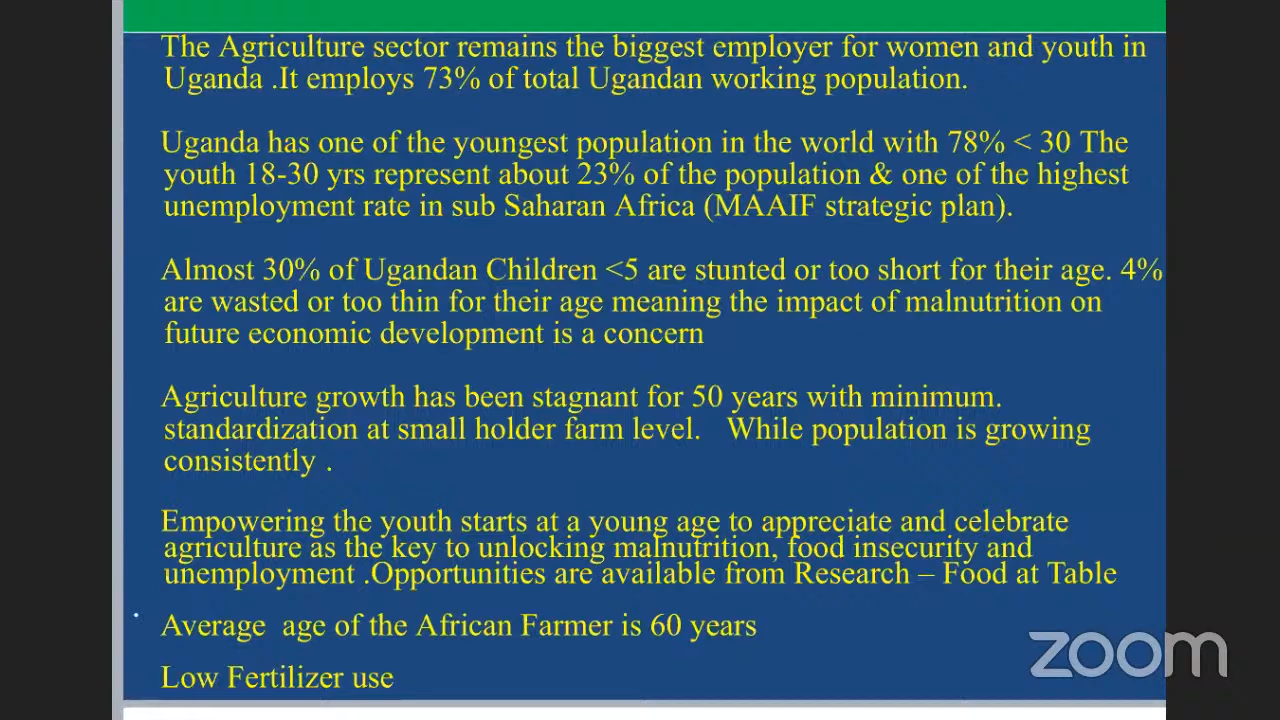 The Agriculture sector remains the biggest employer for women and youth in
Uganda .It employs 73% of total Ugandan working population.
Uganda has one of the youngest population in the world with 78% < 30 The
youth 18-30 yrs represent about 23% of the population & one of the highest
unemployment rate in sub Saharan Africa (MAAIF strategic plan).
Almost 30% of Ugandan Children <5 are stunted or too short for their age. 4%
are wasted or too thin for their age meaning the impact of malnutrition on
future economic development is a concern
Agriculture growth has been stagnant for 50 years with minimum.
standardization at small holder farm level. While population is growing
consistently .
Empowering the youth starts at a young age to appreciate and celebrate
agriculture as the key to unlocking malnutrition, food insecurity and
unemployment .Opportunities are available from Research – Food at Table
Average age of the African Farmer is 60 years
Low Fertilizer use
zoom